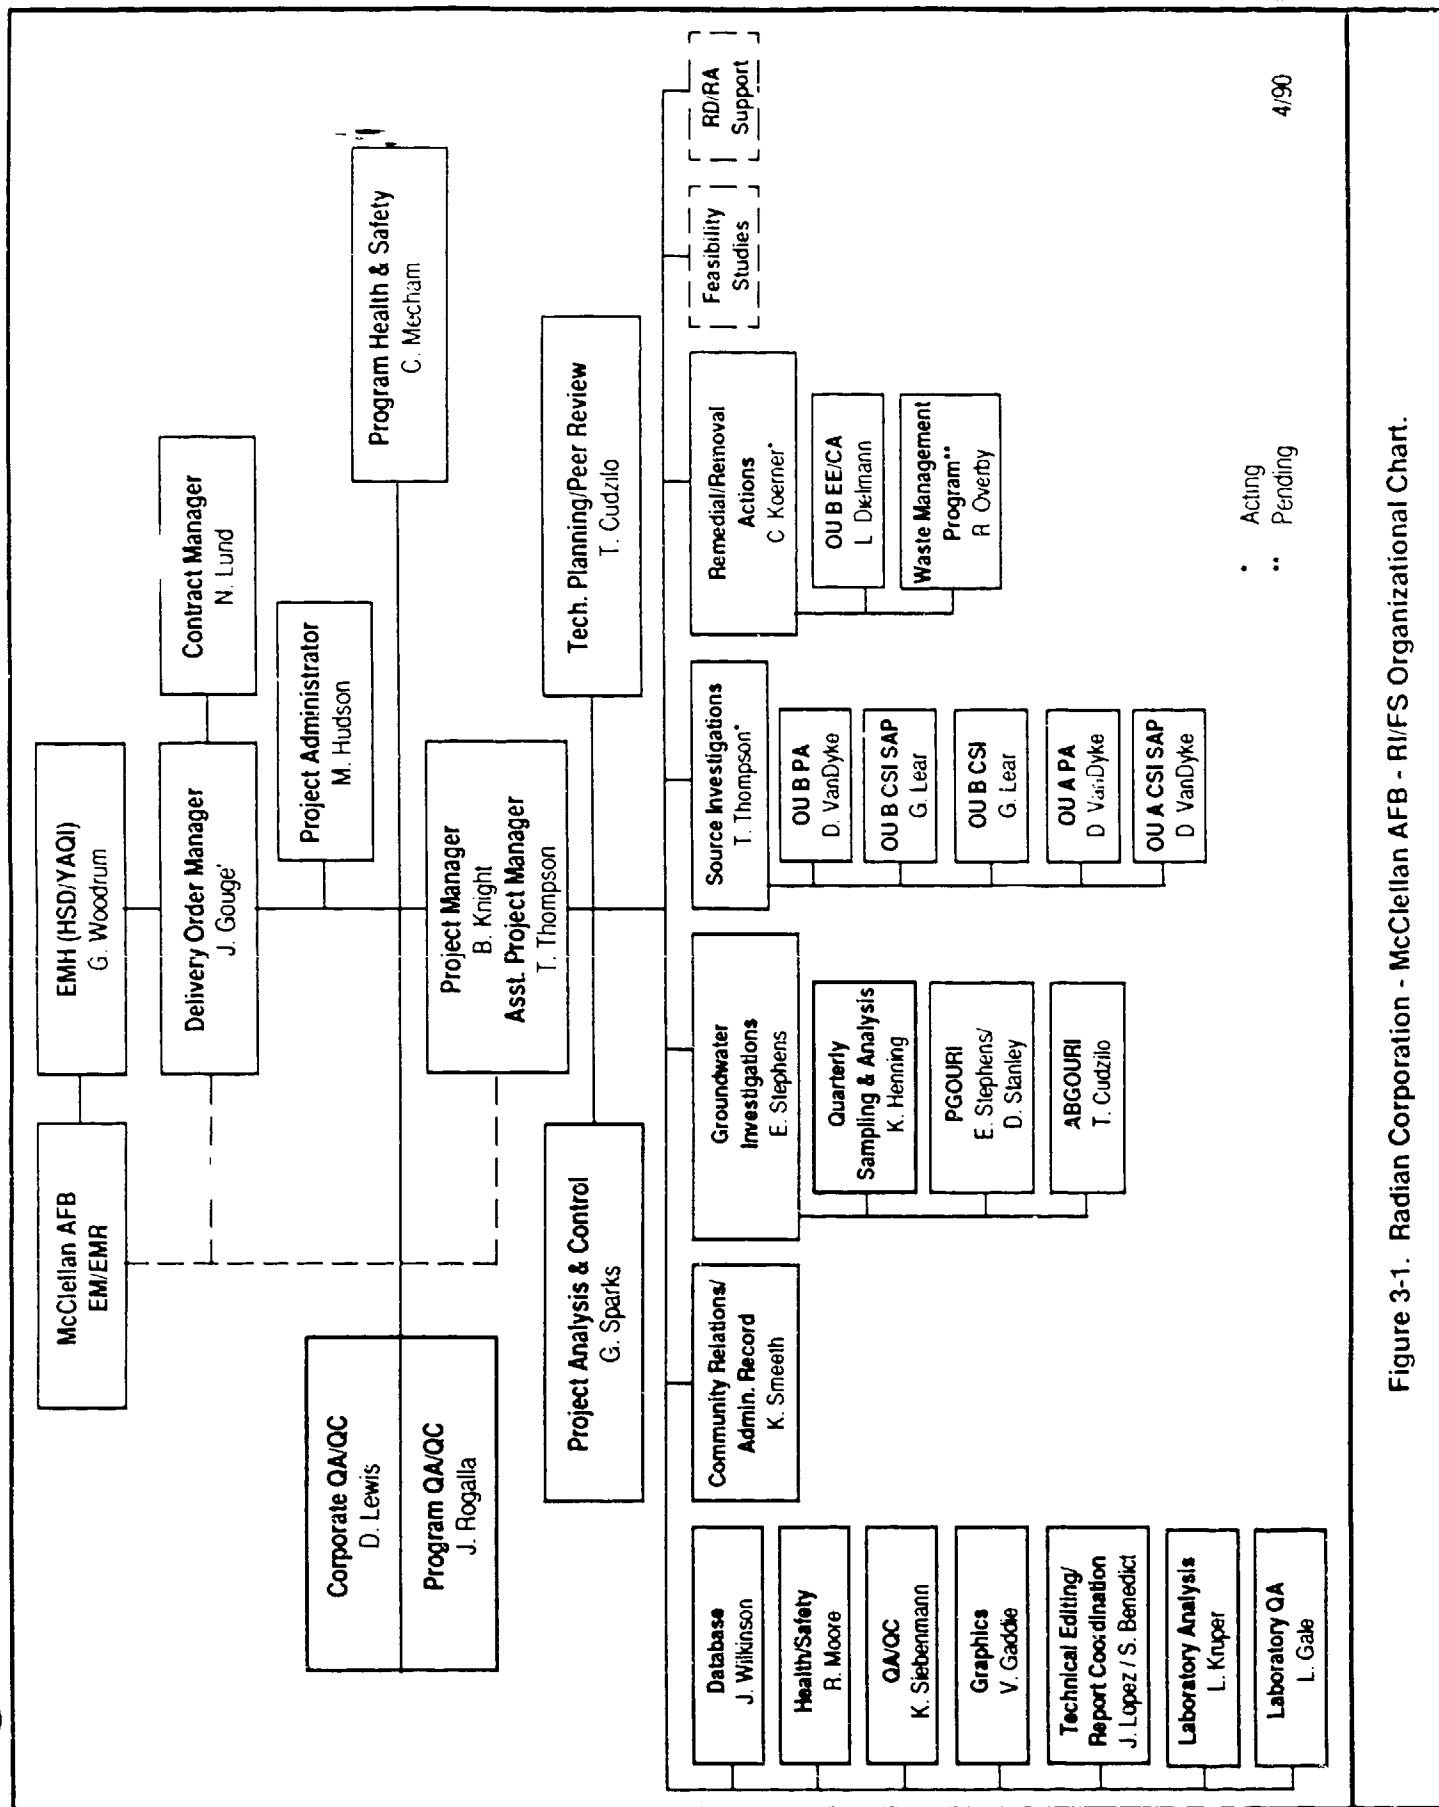 McClellan AFB
EM/EMR
EMH (HSD/YAQI)
G. Woodrum
Delivery Order Manager
J. Gouge'
Contract Manager
N. Lund
Project Administrator
M. Hudson
Corporate QA/QC
D. Lewis
Program QA/QC
J. Rogalla
Program Health & Safety
C. Mecham
Project Manager
B. Knight
Asst. Project Manager
T. Thompson
Project Analysis & Control
G. Sparks
Tech. Planning/Peer Review
T. Cudzilo
Database
J. Wilkinson
Health/Safety
R. Moore
QA/QC
K. Siebenmann
Graphics
V. Gaddie
Technical Editing/
Report Coordination
J. Lopez / S. Benedict
Laboratory Analysis
L. Kruper
Laboratory QA
L. Gale
Community Relations/
Admin. Record
K. Smeeth
Groundwater
Investigations
E. Stephens
Quarterly
Sampling & Analysis
K. Henning
PGOURI
E. Stephens/
D. Stanley
ABGOURI
T. Cudzilo
Source Investigations
T. Thompson*
OU B PA
D. VanDyke
OU B CSI SAP
G. Lear
OU B CSI
G. Lear
OU A PA
D. VanDyke
OU A CSI SAP
D VanDyke
Remedial/Removal
Actions
C Koerner*
OU B EE/CA
L Dielmann
Waste Management
Program**
R Overby
Feasibility
Studies
RD/RA
Support
* Acting
** Pending
4/90
Figure 3-1. Radian Corporation - McClellan AFB - RI/FS Organizational Chart.